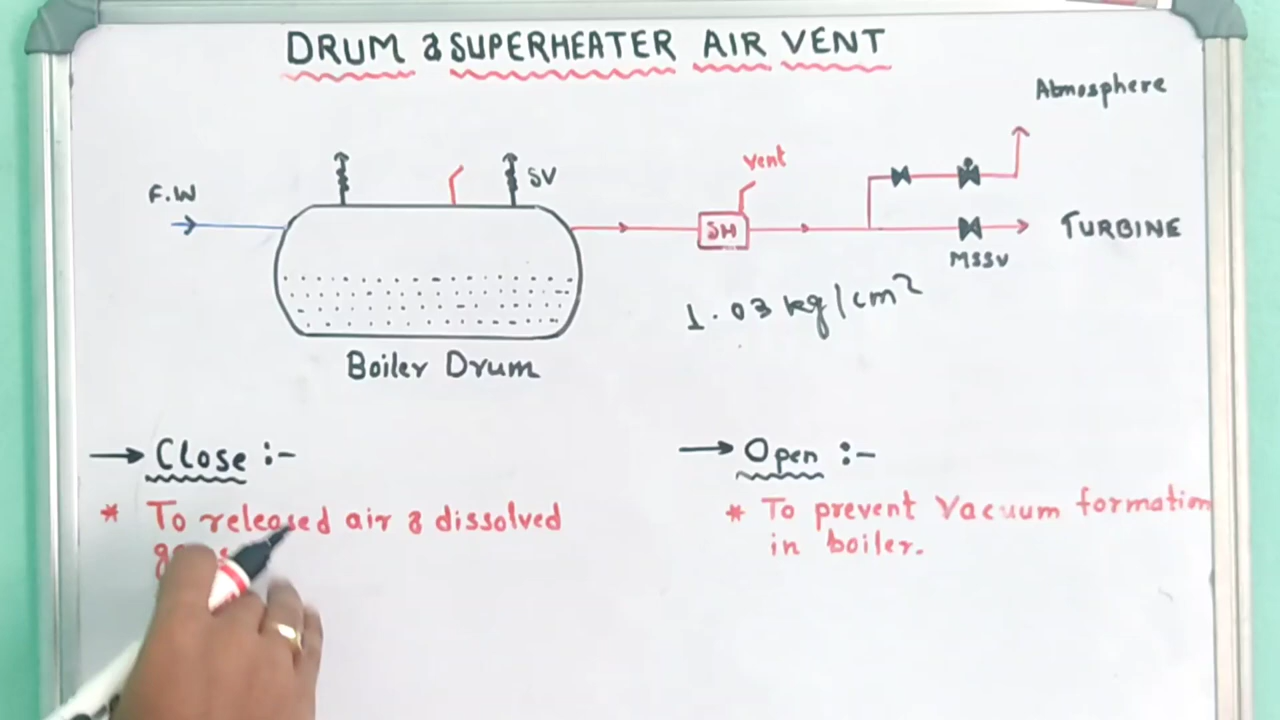 DRUM & SUPERHEATER AIR VENT
Atmosphere
Vent
F.W
SV
SH
TURBINE
MSSV
1.03 kg/cm²
Boiler Drum
→ Close :-
* To released air & dissolved
→ Open :-
* To prevent Vacuum formation
in boiler.